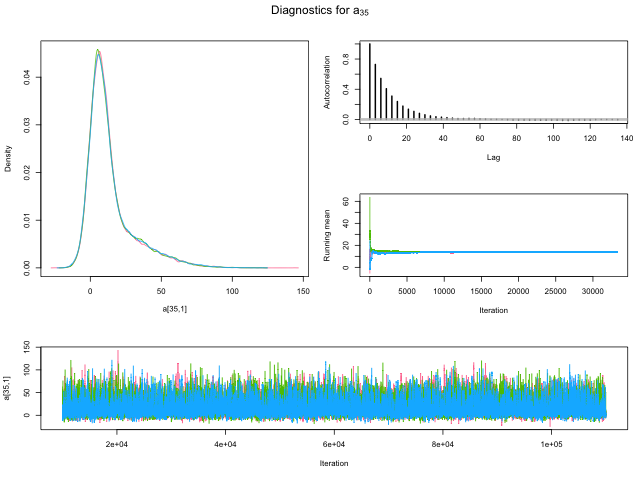 Diagnostics for a35
Density
0.00 0.01 0.02 0.03 0.04
0 50 100 150
a[35,1]
Autocorrelation
0.0 0.4 0.8
0 20 40 60 80 100 120 140
Lag
Running mean
0 20 40 60
0 5000 10000 15000 20000 25000 30000
Iteration
a[35,1]
0 50 100 150
2e+04 4e+04 6e+04 8e+04 1e+05
Iteration